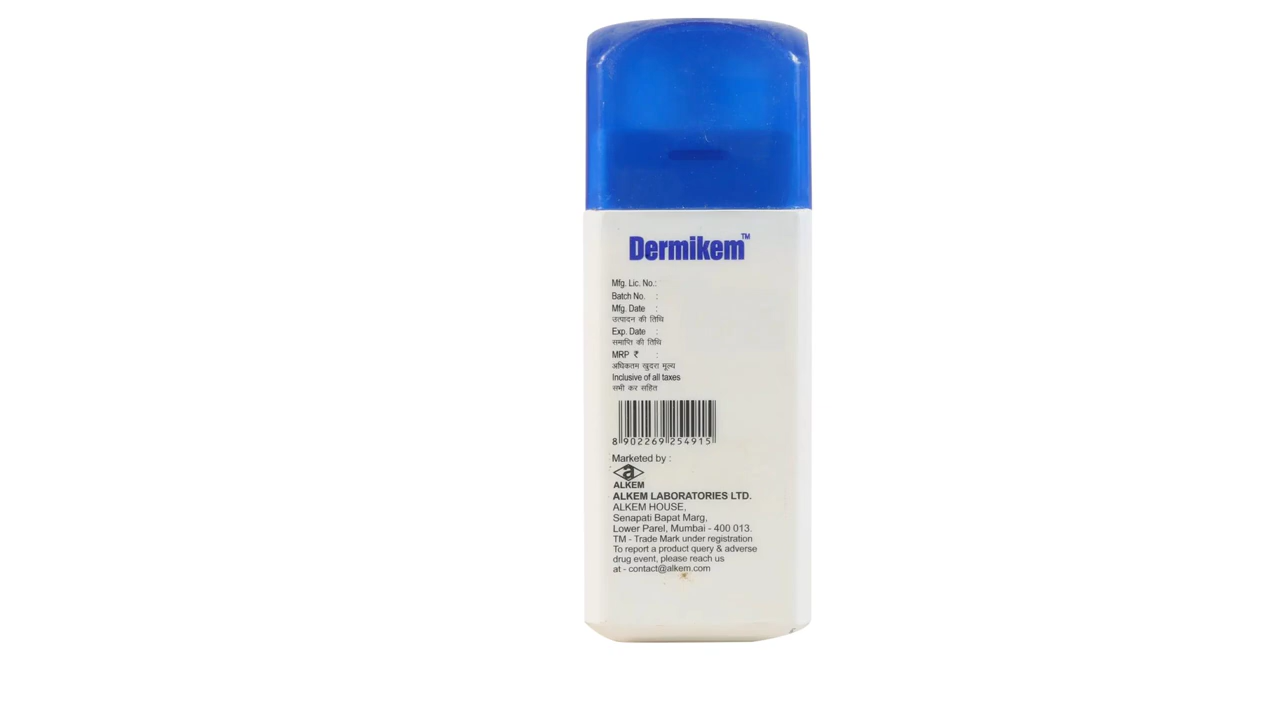 Dermikem™
Mfg. Lic. No.:
Batch No. :
Mfg. Date :
उत्पादन की तिथि
Exp. Date :
समाप्ति की तिथि
MRP ₹ :
अधिकतम खुदरा मूल्य
Inclusive of all taxes
सभी कर सहित
8 902269 254915
Marketed by :
a
ALKEM
ALKEM LABORATORIES LTD.
ALKEM HOUSE,
Senapati Bapat Marg,
Lower Parel, Mumbai - 400 013.
TM - Trade Mark under registration
To report a product query & adverse
drug event, please reach us
at - contact@alkem.com